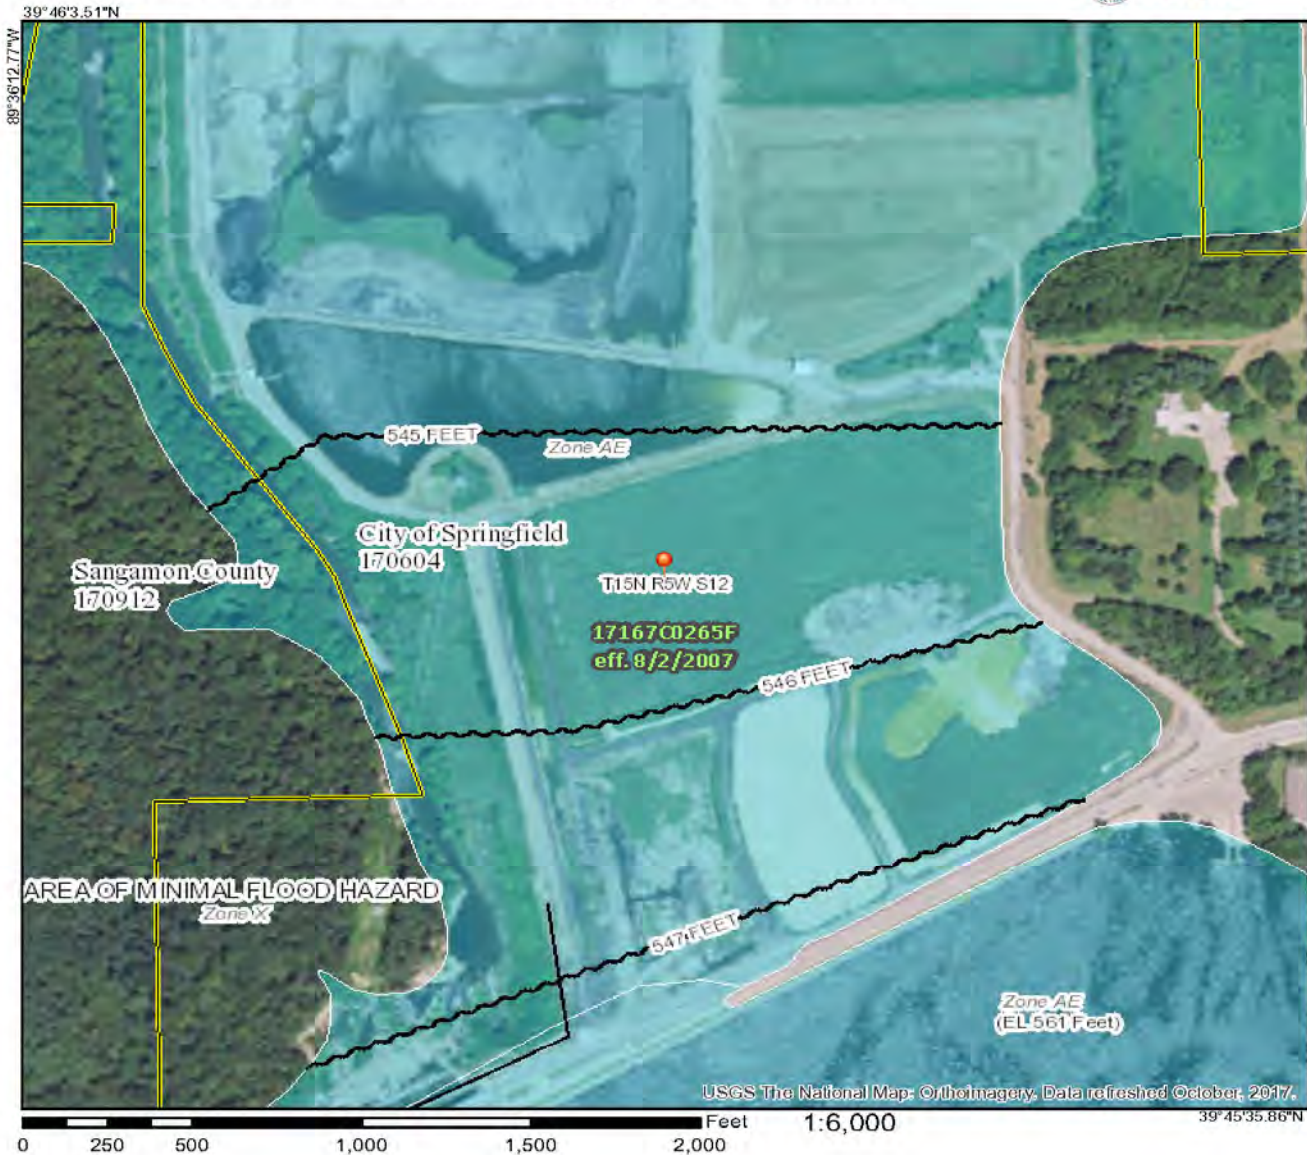 39°46'3.51"N
89°36'12.77"W
545 FEET
Zone AE
City of Springfield
170604
Sangamon County
170912
T15N R5W S12
17167C0265F
eff. 8/2/2007
546 FEET
AREA OF MINIMAL FLOOD HAZARD
Zone X
547 FEET
Zone AE
(EL 561 Feet)
USGS The National Map: Orthoimagery. Data refreshed October, 2017.
Feet
1:6,000
39°45'35.86"N
0 250 500 1,000 1,500 2,000